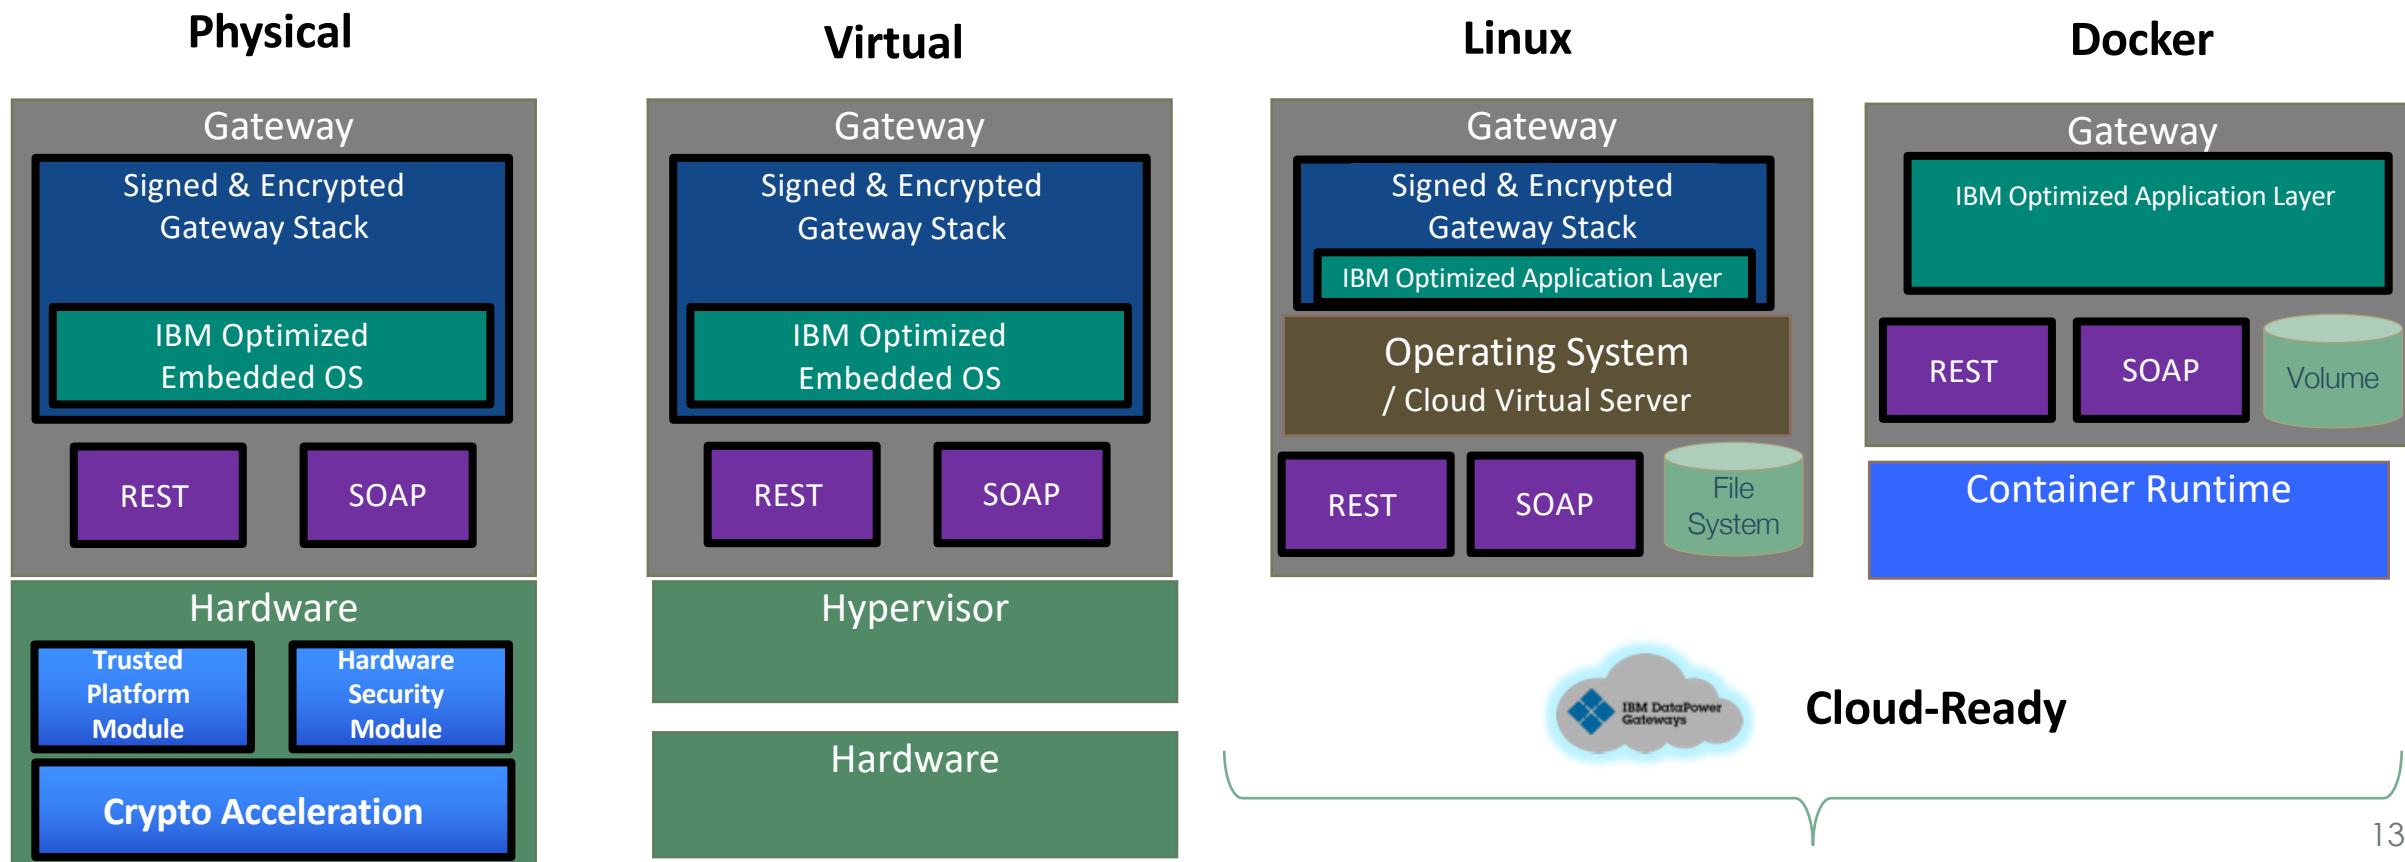 Physical
Gateway
Signed & Encrypted
Gateway Stack
IBM Optimized
Embedded OS
REST
SOAP
Hardware
Trusted
Platform
Module
Hardware
Security
Module
Crypto Acceleration
Virtual
Gateway
Signed & Encrypted
Gateway Stack
IBM Optimized
Embedded OS
REST
SOAP
Hypervisor
Hardware
Linux
Gateway
Signed & Encrypted
Gateway Stack
IBM Optimized Application Layer
Operating System
/ Cloud Virtual Server
REST
SOAP
File
System
Docker
Gateway
IBM Optimized Application Layer
REST
SOAP
Volume
Container Runtime
IBM DataPower
Gateways
Cloud-Ready
13